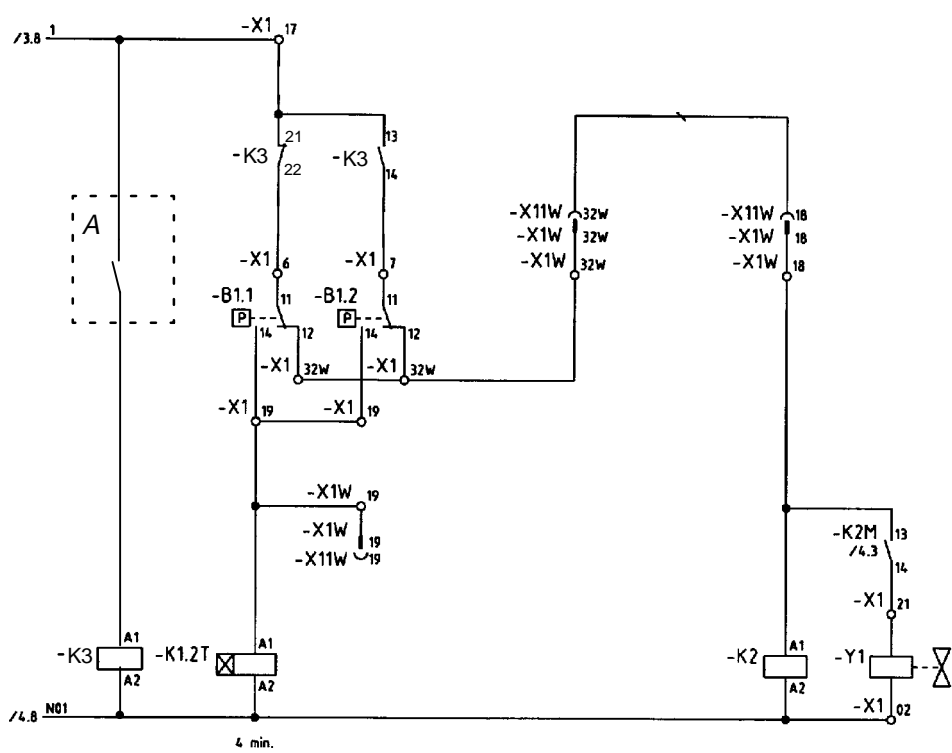 -X1 17
/3.8 1
21 13
-K3 -K3
22 14
A
-X11W 32W -X11W 18
-X1W 32W -X1W 18
-X1 6 -X1 7 -X1W 32W -X1W 18
-B1.1 11 -B1.2 11
P P
14 12 14 12
-X1 32W -X1 32W
-X1 19 -X1 19
-X1W 19
-X1W 19
-X11W 19
-K2M 13
/4.3
14
-X1 21
-K3 A1 -K1.2T A1 -K2 A1 -Y1
A2 A2 A2
/4.8 N01 -X1 02
4 min.